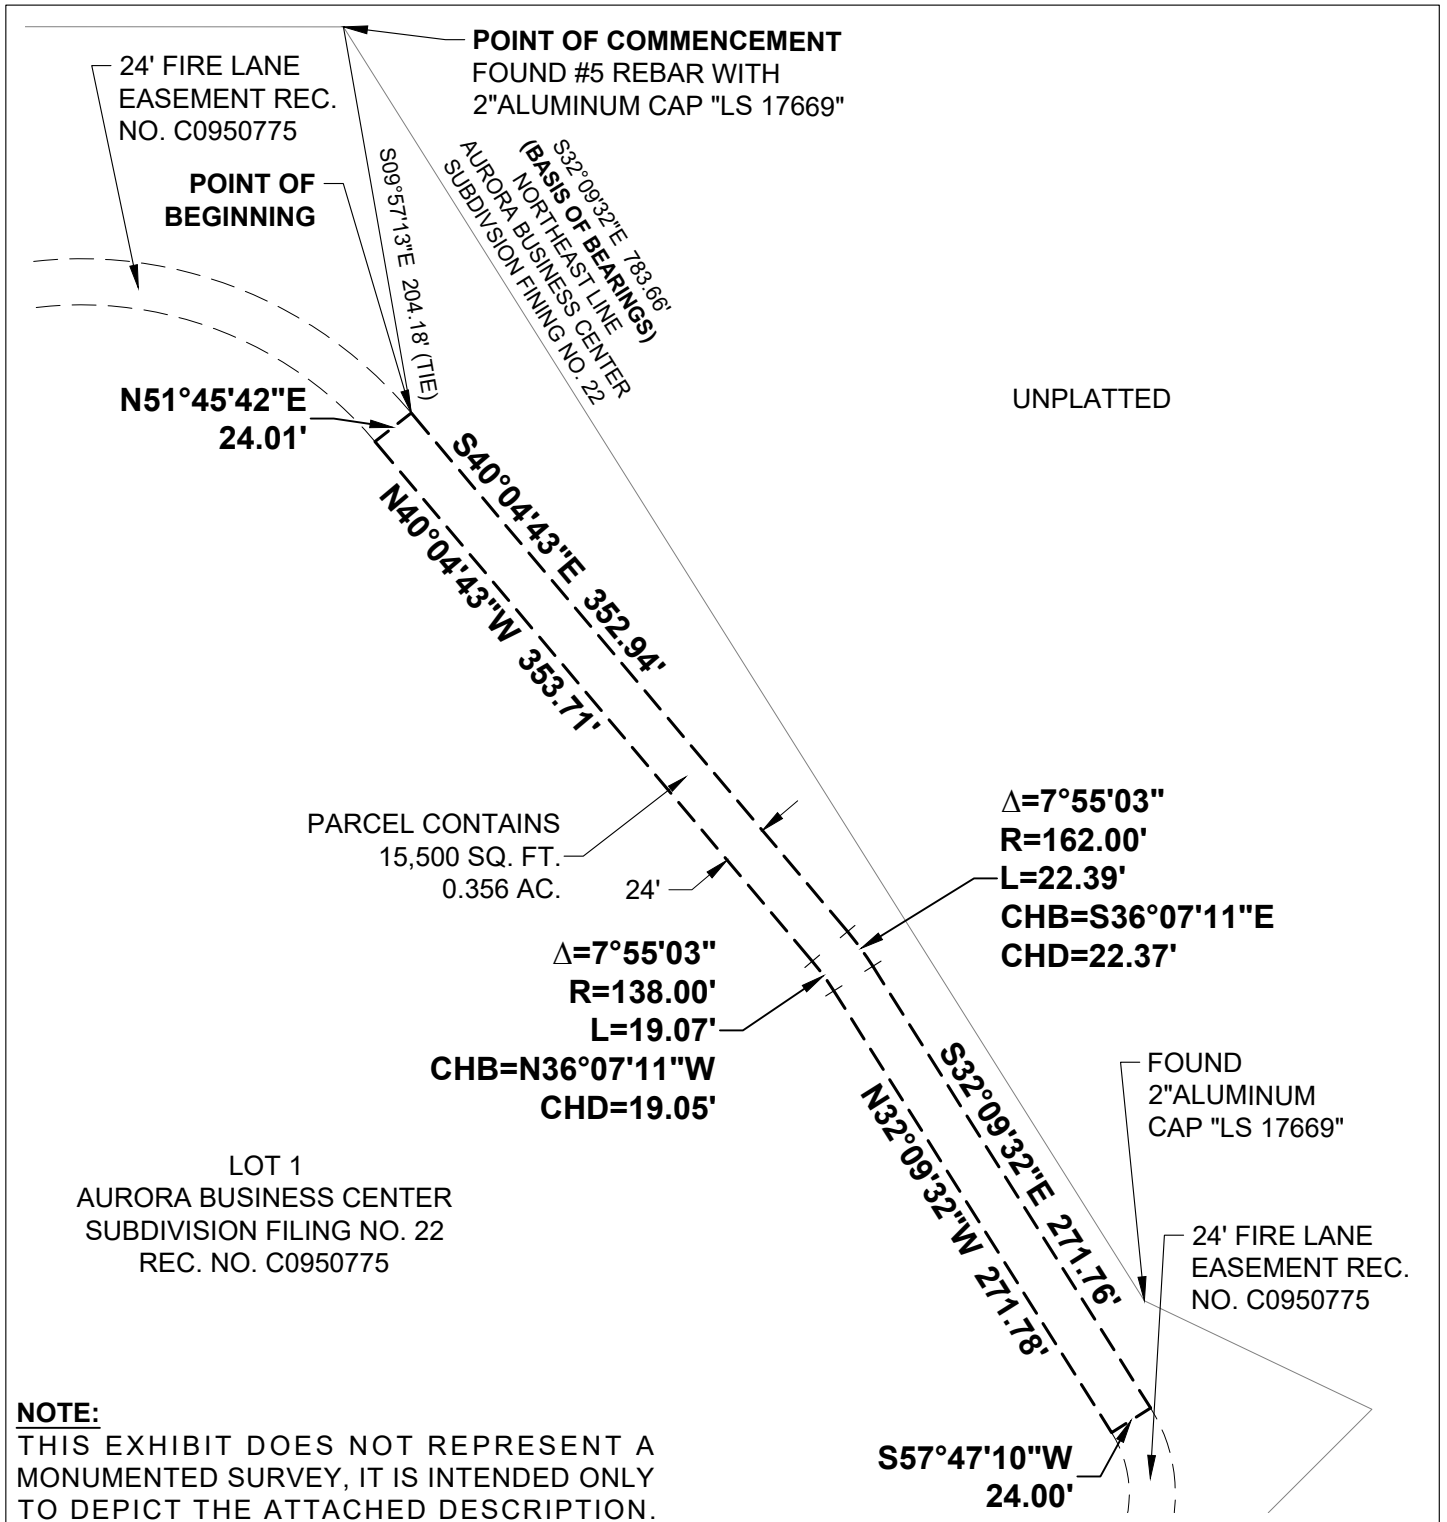 POINT OF COMMENCEMENT
FOUND #5 REBAR WITH
2"ALUMINUM CAP "LS 17669"
24' FIRE LANE
EASEMENT REC.
NO. C0950775
POINT OF
BEGINNING
S09°57'13"E 204.18' (TIE)
S32°09'32"E 783.66'
(BASIS OF BEARINGS)
NORTHEAST LINE
AURORA BUSINESS CENTER
SUBDIVSION FINING NO. 22
UNPLATTED
N51°45'42"E
24.01'
S40°04'43"E 352.94'
N40°04'43"W 353.71'
PARCEL CONTAINS
15,500 SQ. FT.
0.356 AC.
24'
Δ=7°55'03"
R=162.00'
L=22.39'
CHB=S36°07'11"E
CHD=22.37'
Δ=7°55'03"
R=138.00'
L=19.07'
CHB=N36°07'11"W
CHD=19.05'
S32°09'32"E 271.76'
N32°09'32"W 271.78'
FOUND
2"ALUMINUM
CAP "LS 17669"
LOT 1
AURORA BUSINESS CENTER
SUBDIVISION FILING NO. 22
REC. NO. C0950775
24' FIRE LANE
EASEMENT REC.
NO. C0950775
S57°47'10"W
24.00'
NOTE:
THIS EXHIBIT DOES NOT REPRESENT A
MONUMENTED SURVEY, IT IS INTENDED ONLY
TO DEPICT THE ATTACHED DESCRIPTION.